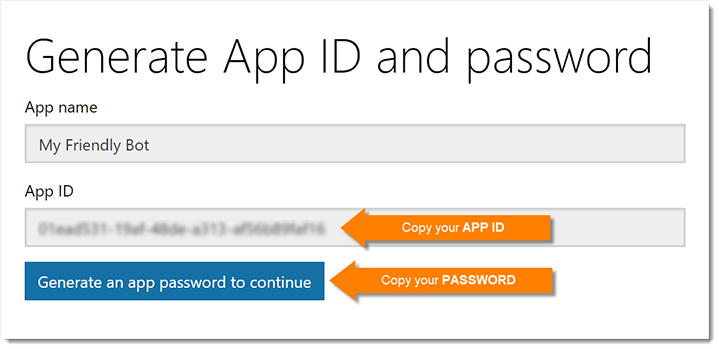 Generate App ID and password
App name
My Friendly Bot
App ID
Copy your APP ID
Generate an app password to continue
Copy your PASSWORD